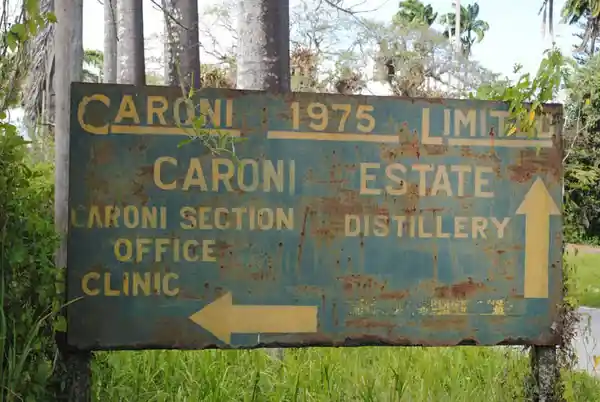 CARONI 1975 LIMITED
CARONI ESTATE
CARONI SECTION DISTILLERY
OFFICE
CLINIC